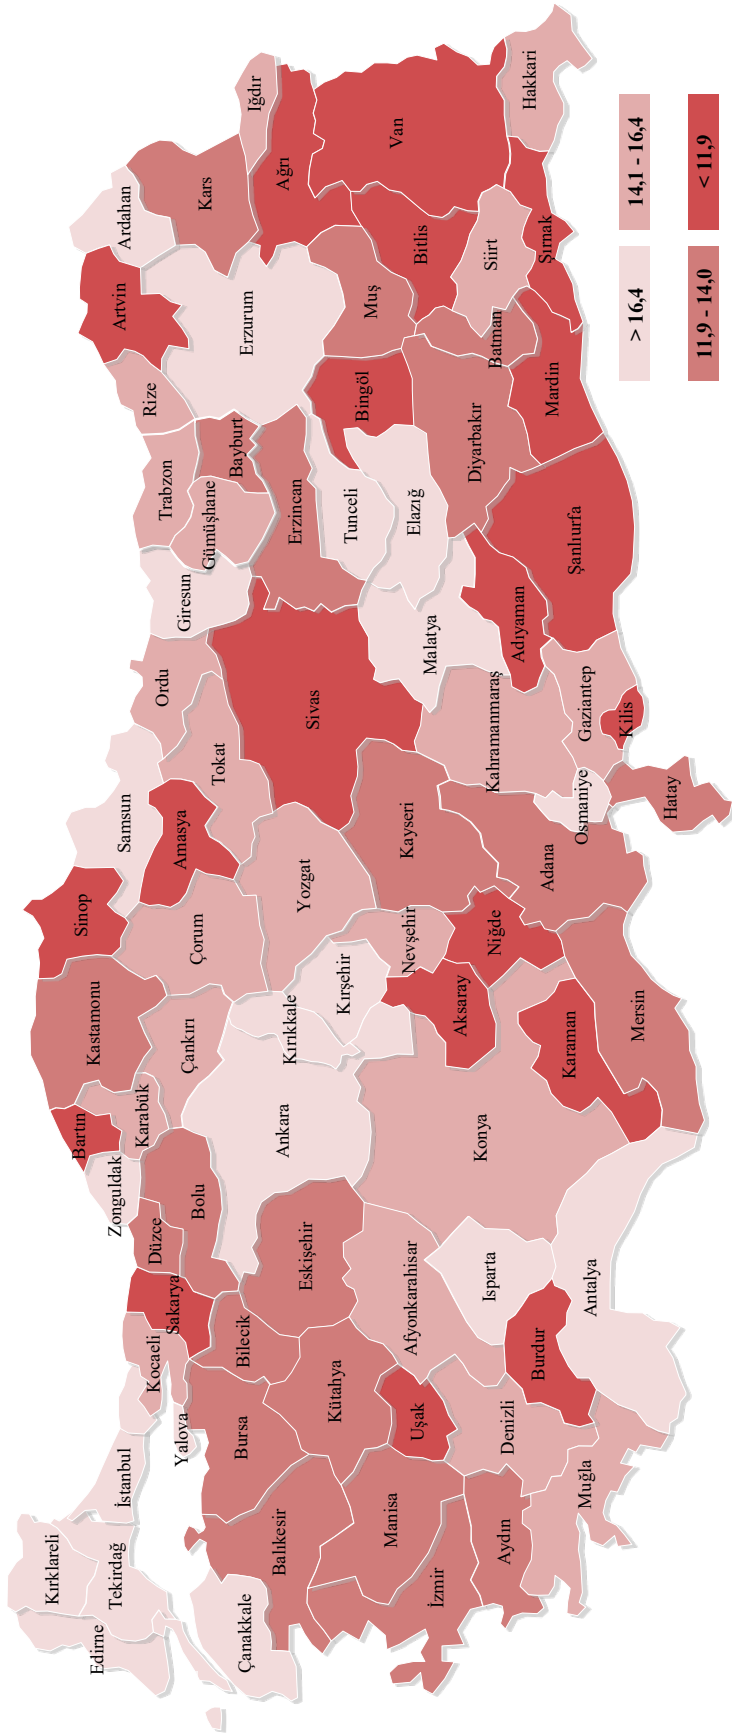 Kırklareli
Edirne
Tekirdağ
İstanbul
Çanakkale
Yalova
Kocaeli
Sakarya
Düzce
Zonguldak
Bartın
Karabük
Kastamonu
Sinop
Samsun
Ordu
Giresun
Trabzon
Rize
Artvin
Ardahan
Bolu
Çankırı
Çorum
Amasya
Tokat
Gümüşhane
Bayburt
Erzurum
Kars
Iğdır
Balıkesir
Bursa
Bilecik
Eskişehir
Ankara
Kırıkkale
Yozgat
Sivas
Erzincan
Ağrı
Kütahya
Kırşehir
Tunceli
Bingöl
Muş
Van
Manisa
Uşak
Afyonkarahisar
Nevşehir
Kayseri
Malatya
Elazığ
Bitlis
İzmir
Aydın
Denizli
Isparta
Konya
Aksaray
Niğde
Kahramanmaraş
Adıyaman
Diyarbakır
Batman
Siirt
Şırnak
Hakkari
Muğla
Burdur
Antalya
Karaman
Mersin
Adana
Osmaniye
Gaziantep
Kilis
Şanlıurfa
Mardin
Hatay
> 16,4
14,1 - 16,4
11,9 - 14,0
< 11,9